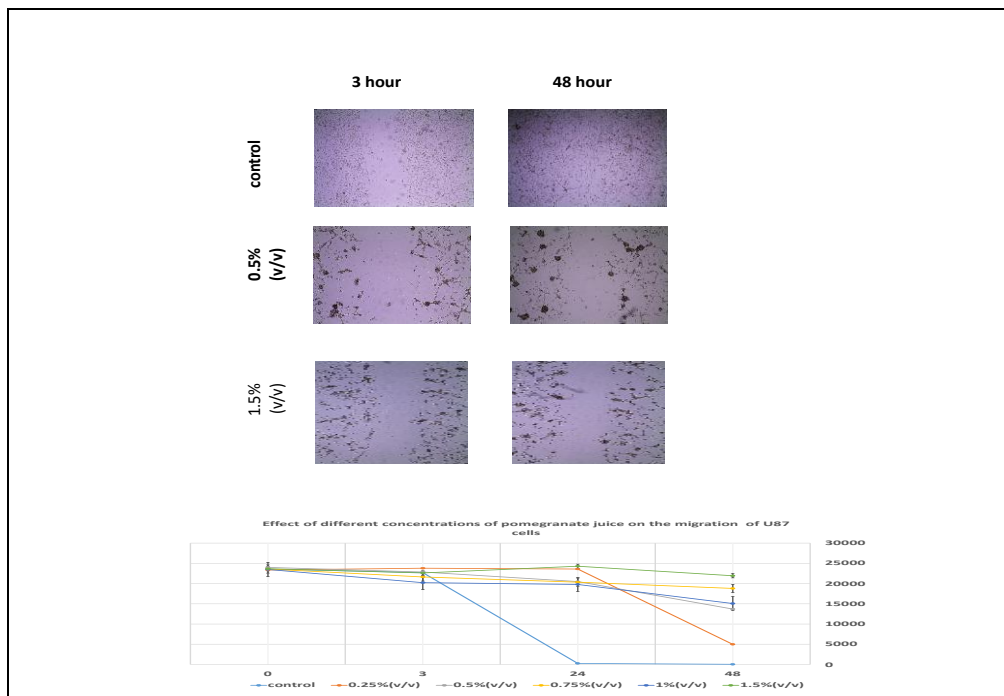 3 hour 48 hour
control
0.5%
(v/v)
1.5%
(v/v)
Effect of different concentrations of pomegranate juice on the migration of U87
cells
30000
25000
20000
15000
10000
5000
0
0 3 24 48
control 0.25%(v/v) 0.5%(v/v) 0.75%(v/v) 1%(v/v) 1.5%(v/v)